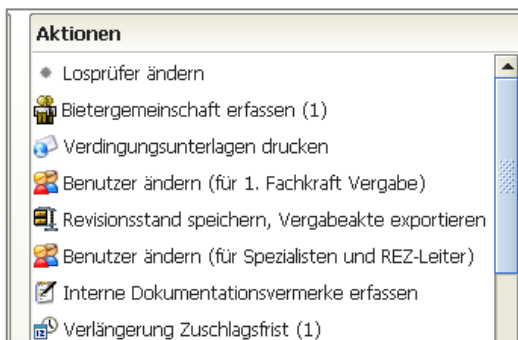 Aktionen
Losprüfer ändern
Bietergemeinschaft erfassen (1)
Verdingungsunterlagen drucken
Benutzer ändern (für 1. Fachkraft Vergabe)
Revisionsstand speichern, Vergabeakte exportieren
Benutzer ändern (für Spezialisten und REZ-Leiter)
Interne Dokumentationsvermerke erfassen
Verlängerung Zuschlagsfrist (1)